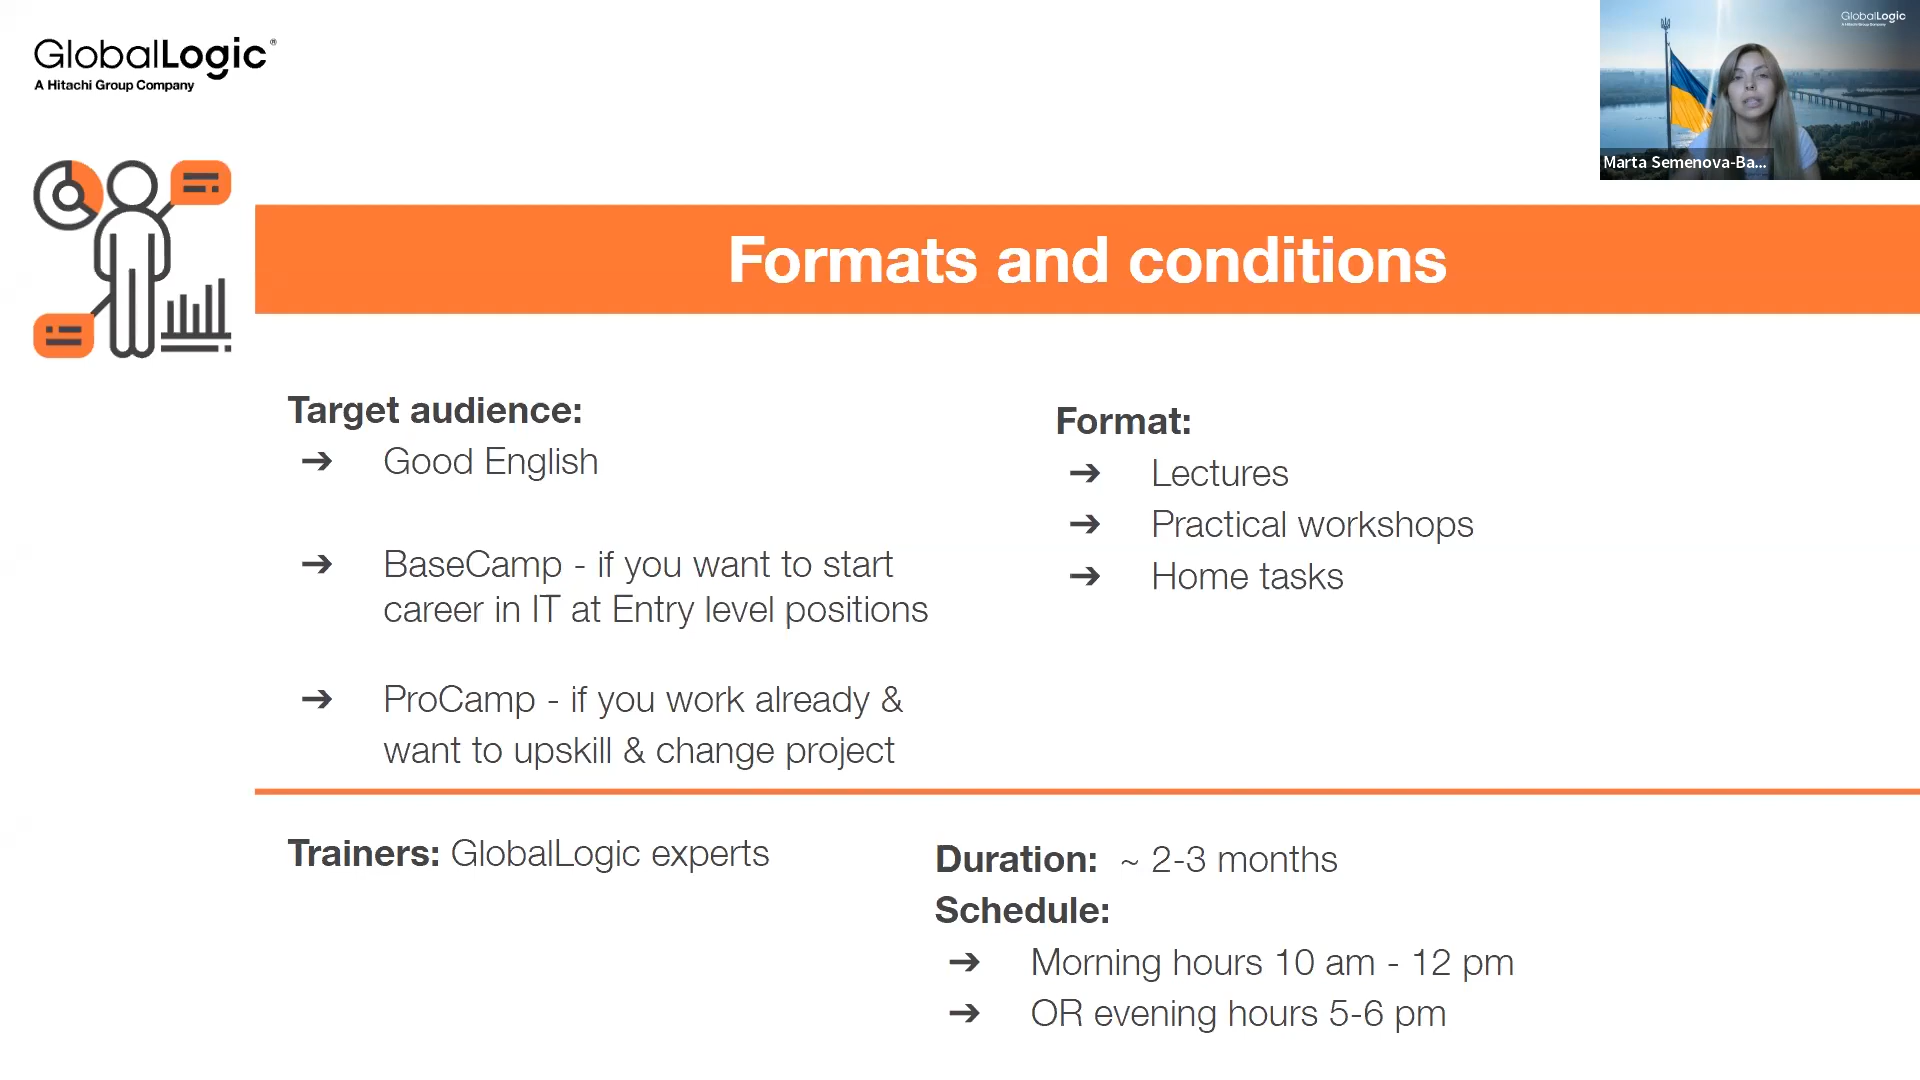 GlobalLogic®
A Hitachi Group Company
GlobalLogic
A Hitachi Group Company
Marta Semenova-Ba...
Formats and conditions
Target audience:
➔ Good English
➔ BaseCamp - if you want to start
career in IT at Entry level positions
➔ ProCamp - if you work already &
want to upskill & change project
Format:
➔ Lectures
➔ Practical workshops
➔ Home tasks
Trainers: GlobalLogic experts
Duration: ~ 2-3 months
Schedule:
➔ Morning hours 10 am - 12 pm
➔ OR evening hours 5-6 pm